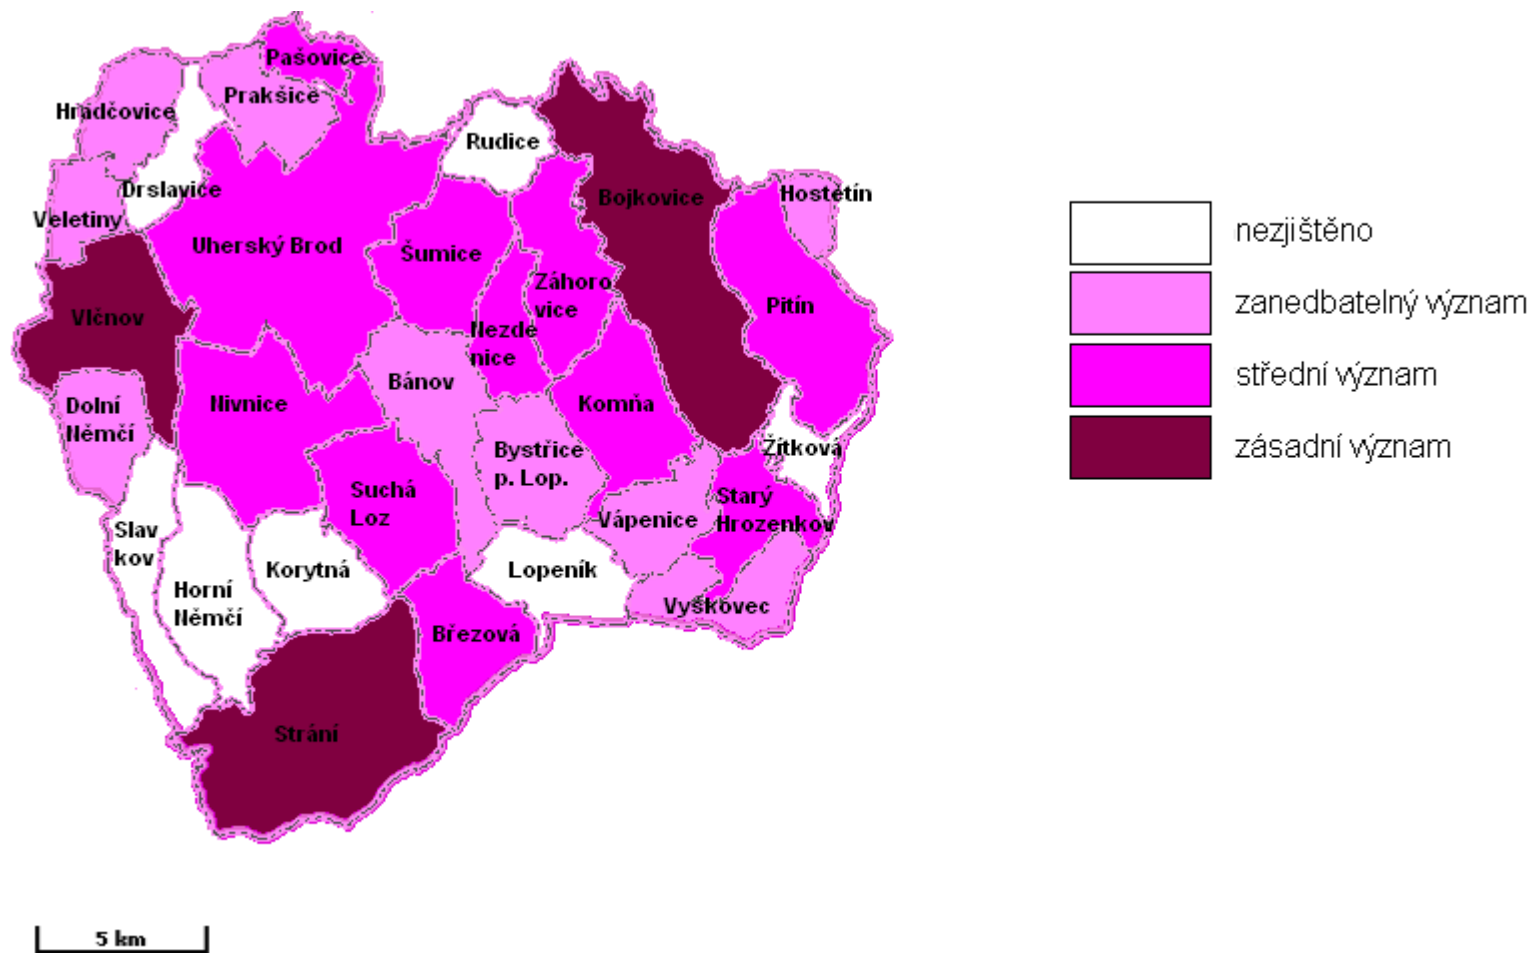 Pašovice
Prakšice
Hradčovice
Rudice
Drslavice
Bojkovice
Hostětín
Veletiny
Uherský Brod
Šumice
Záhoro
vice
Pitín
Vlčnov
Nezde
nice
Bánov
Nivnice
Komňa
Dolní
Němčí
Žítková
Bystřice
p. Lop.
Suchá
Loz
Starý
Hrozenkov
Vápenice
Slav
kov
Korytná
Lopeník
Horní
Němčí
Vyškovec
Březová
Strání
nezjištěno
zanedbatelný význam
střední význam
zásadní význam
5 km